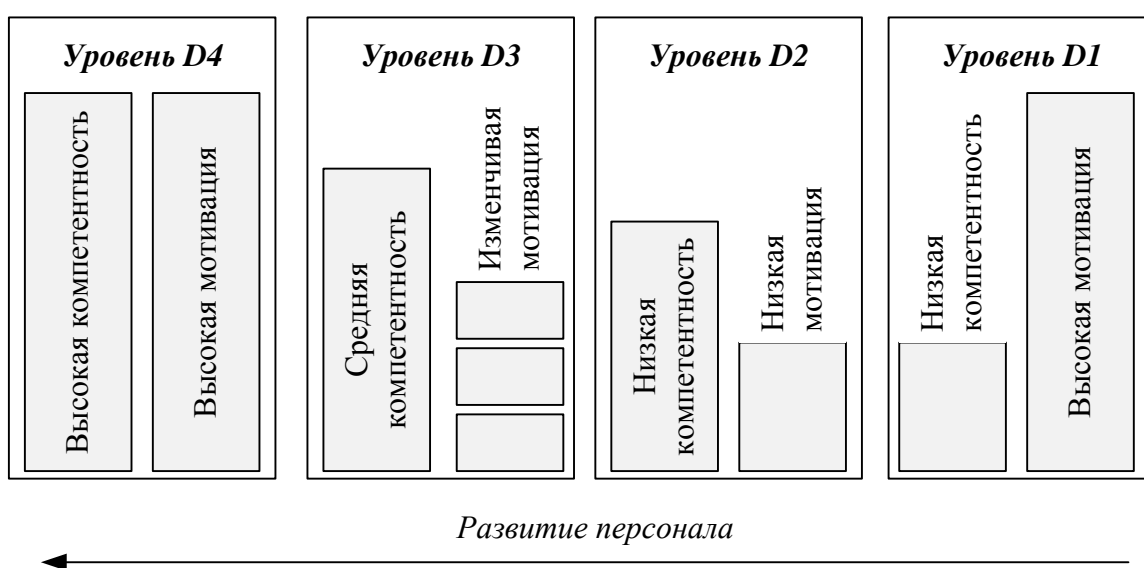 Уровень D4
Высокая компетентность
Высокая мотивация
Уровень D3
Средняя
компетентность
Изменчивая
мотивация
Уровень D2
Низкая
компетентность
Низкая
мотивация
Уровень D1
Низкая
компетентность
Высокая мотивация
Развитие персонала